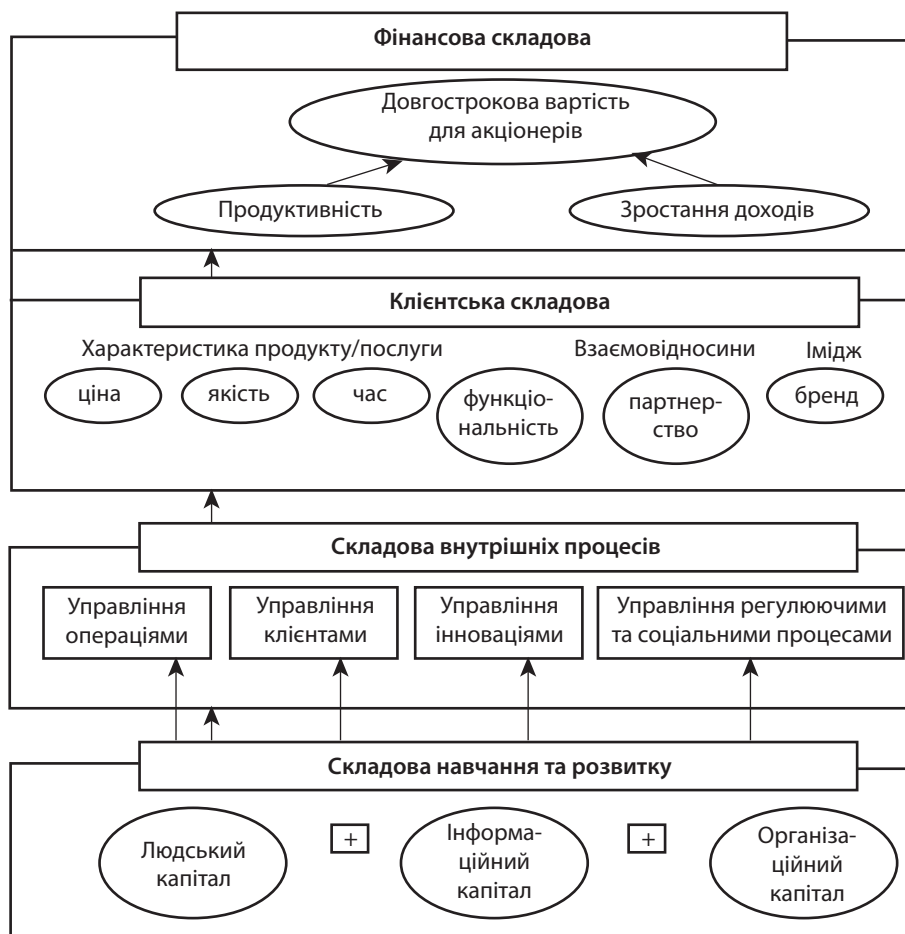 Фінансова складова
Довгострокова вартість
для акціонерів
Продуктивність
Зростання доходів
Клієнтська складова
Характеристика продукту/послуги
Взаємовідносини
Імідж
ціна
якість
час
функціо-
нальність
партнер-
ство
бренд
Складова внутрішніх процесів
Управління
операціями
Управління
клієнтами
Управління
інноваціями
Управління регулюючими
та соціальними процесами
Складова навчання та розвитку
Людський
капітал
+
Інформа-
ційний
капітал
+
Організа-
ційний
капітал